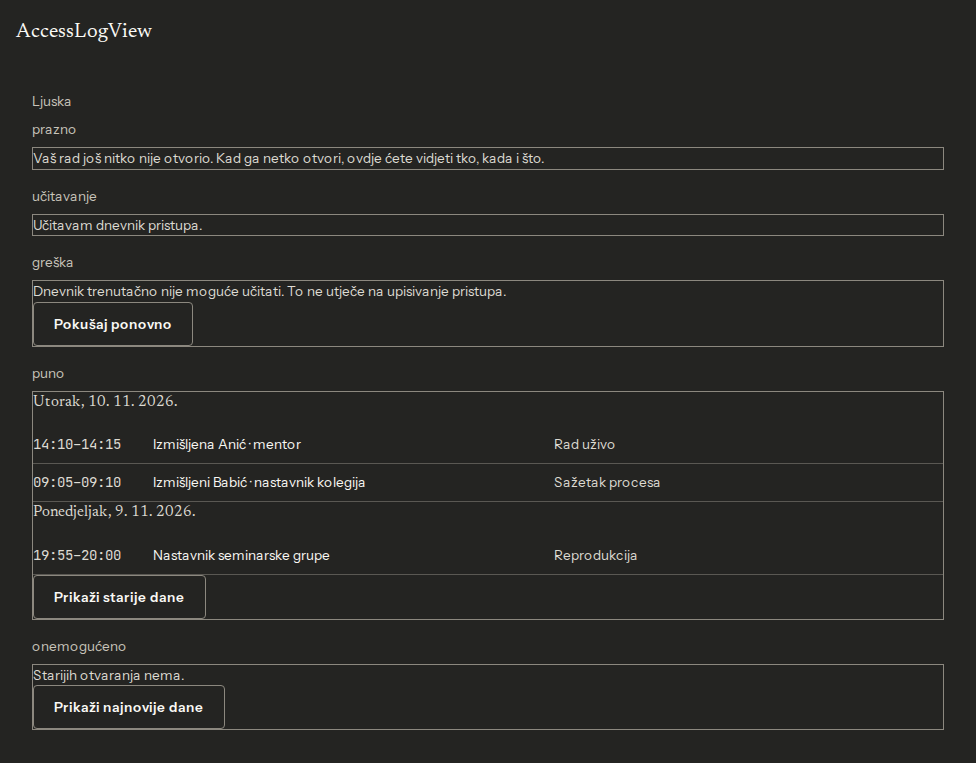 AccessLogView
Ljuska
prazno
Vaš rad još nitko nije otvorio. Kad ga netko otvori, ovdje ćete vidjeti tko, kada i što.
učitavanje
Učitavam dnevnik pristupa.
greška
Dnevnik trenutačno nije moguće učitati. To ne utječe na upisivanje pristupa.
Pokušaj ponovno
puno
Utorak, 10. 11. 2026.
14:10–14:15 Izmišljena Anić · mentor Rad uživo
09:05–09:10 Izmišljeni Babić · nastavnik kolegija Sažetak procesa
Ponedjeljak, 9. 11. 2026.
19:55–20:00 Nastavnik seminarske grupe Reprodukcija
Prikaži starije dane
onemogućeno
Starijih otvaranja nema.
Prikaži najnovije dane